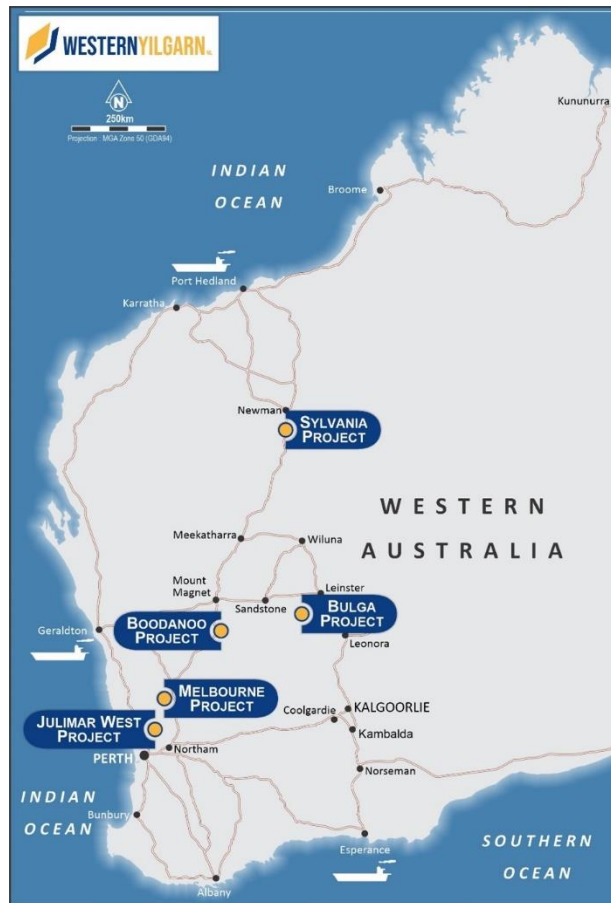 WESTERNYILGARN
N
250km
Projection MGA Zone 50 (GDA94)
Kununurra
INDIAN
OCEAN
Broome
Port Hedland
Karratha
Newman
SYLVANIA
PROJECT
WESTERN
AUSTRALIA
Meekatharra
Wiluna
Mount
Magnet
Leinster
Sandstone
BULGA
PROJECT
BOODANOO
PROJECT
Geraldton
Leonora
MELBOURNE
PROJECT
JULIMAR WEST
PROJECT
KALGOORLIE
Coolgardie
Kambalda
Northam
PERTH
Norseman
INDIAN
OCEAN
Bunbury
Esperance
SOUTHERN
OCEAN
Albany